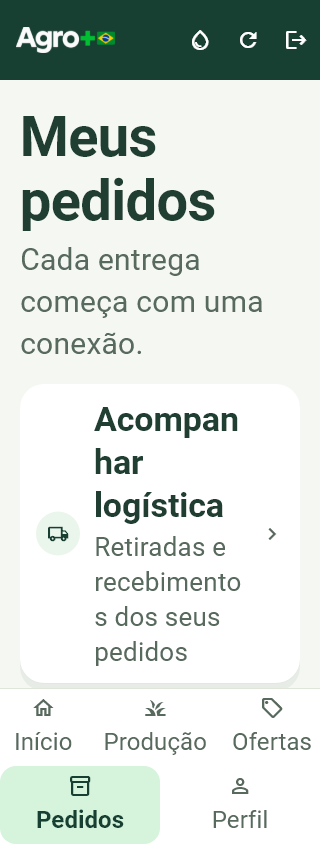 Agro+
Meus
pedidos
Cada entrega
começa com uma
conexão.
Acompan
har
logística
Retiradas e
recebimento
s dos seus
pedidos
Início
Produção
Ofertas
Pedidos
Perfil